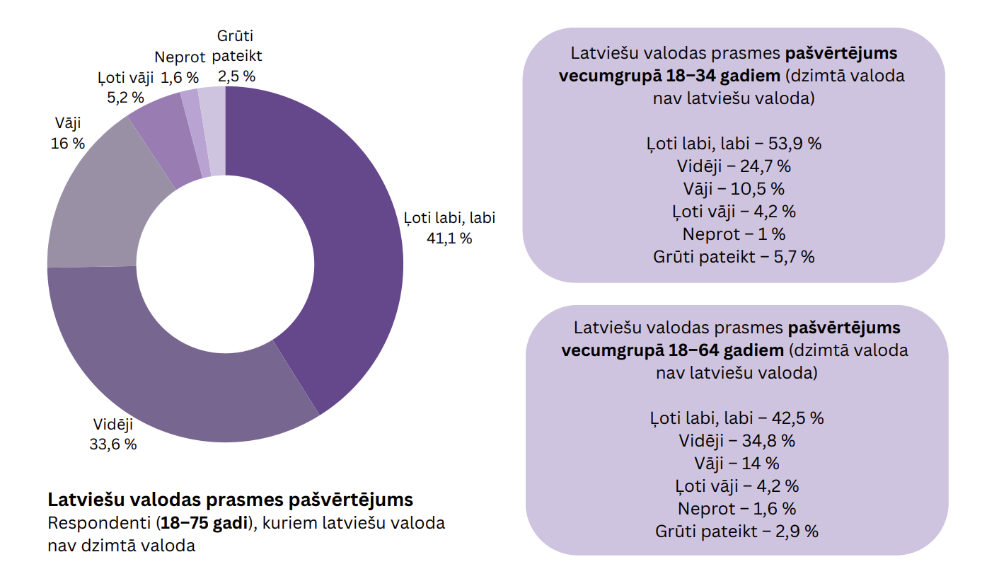 Grūti
pateikt
2,5 %
Neprot
1,6 %
Ļoti vāji
5,2 %
Vāji
16 %
Ļoti labi, labi
41,1 %
Vidēji
33,6 %
Latviešu valodas prasmes pašvērtējums
Respondenti (18–75 gadi), kuriem latviešu valoda
nav dzimtā valoda
Latviešu valodas prasmes pašvērtējums
vecumgrupā 18–34 gadiem (dzimtā valoda
nav latviešu valoda)
Ļoti labi, labi – 53,9 %
Vidēji – 24,7 %
Vāji – 10,5 %
Ļoti vāji – 4,2 %
Neprot – 1 %
Grūti pateikt – 5,7 %
Latviešu valodas prasmes pašvērtējums
vecumgrupā 18–64 gadiem (dzimtā valoda
nav latviešu valoda)
Ļoti labi, labi – 42,5 %
Vidēji – 34,8 %
Vāji – 14 %
Ļoti vāji – 4,2 %
Neprot – 1,6 %
Grūti pateikt – 2,9 %